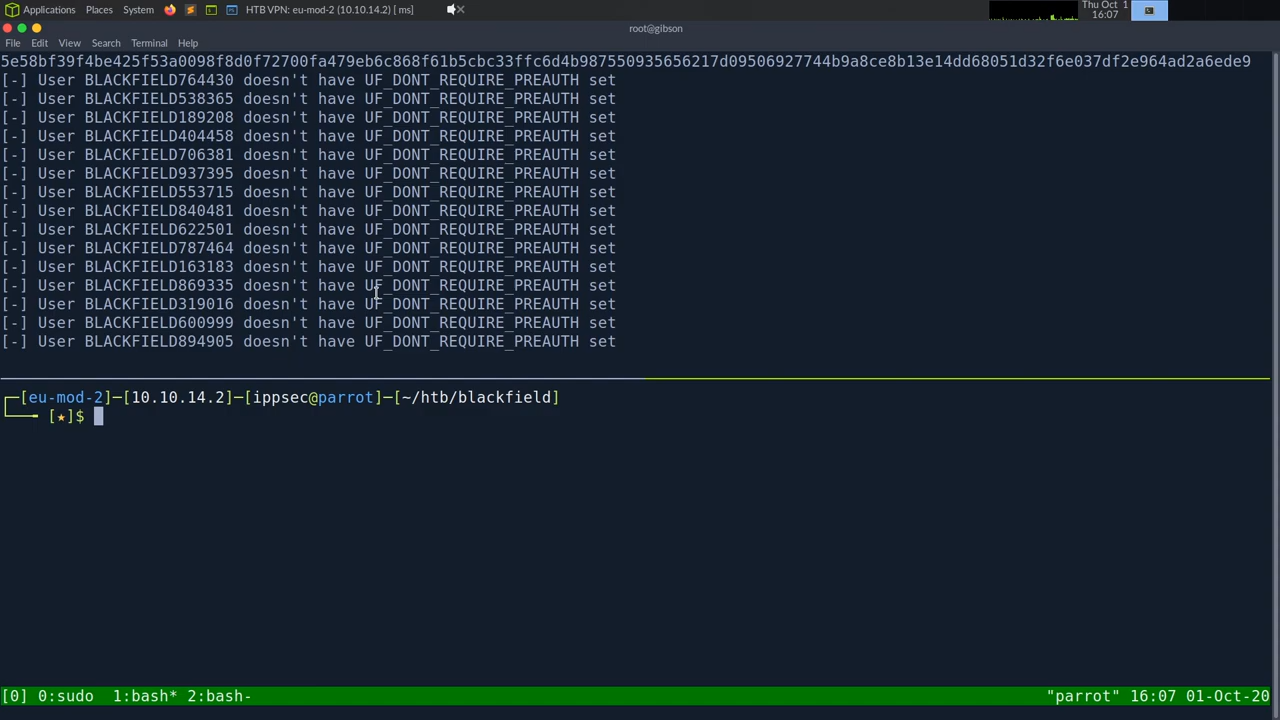 Applications Places System HTB VPN: eu-mod-2 (10.10.14.2) [ ms]
Thu Oct 1
16:07
root@gibson
File Edit View Search Terminal Help
5e58bf39f4be425f53a0098f8d0f72700fa479eb6c868f61b5cbc33ffc6d4b987550935656217d09506927744b9a8ce8b13e14dd68051d32f6e037df2e964ad2a6ede9
[-] User BLACKFIELD764430 doesn't have UF_DONT_REQUIRE_PREAUTH set
[-] User BLACKFIELD538365 doesn't have UF_DONT_REQUIRE_PREAUTH set
[-] User BLACKFIELD189208 doesn't have UF_DONT_REQUIRE_PREAUTH set
[-] User BLACKFIELD404458 doesn't have UF_DONT_REQUIRE_PREAUTH set
[-] User BLACKFIELD706381 doesn't have UF_DONT_REQUIRE_PREAUTH set
[-] User BLACKFIELD937395 doesn't have UF_DONT_REQUIRE_PREAUTH set
[-] User BLACKFIELD553715 doesn't have UF_DONT_REQUIRE_PREAUTH set
[-] User BLACKFIELD840481 doesn't have UF_DONT_REQUIRE_PREAUTH set
[-] User BLACKFIELD622501 doesn't have UF_DONT_REQUIRE_PREAUTH set
[-] User BLACKFIELD787464 doesn't have UF_DONT_REQUIRE_PREAUTH set
[-] User BLACKFIELD163183 doesn't have UF_DONT_REQUIRE_PREAUTH set
[-] User BLACKFIELD869335 doesn't have UF_DONT_REQUIRE_PREAUTH set
[-] User BLACKFIELD319016 doesn't have UF_DONT_REQUIRE_PREAUTH set
[-] User BLACKFIELD600999 doesn't have UF_DONT_REQUIRE_PREAUTH set
[-] User BLACKFIELD894905 doesn't have UF_DONT_REQUIRE_PREAUTH set
┌─[eu-mod-2]─[10.10.14.2]─[ippsec@parrot]─[~/htb/blackfield]
└──╼ [★]$
[0] 0:sudo 1:bash* 2:bash- "parrot" 16:07 01-Oct-20